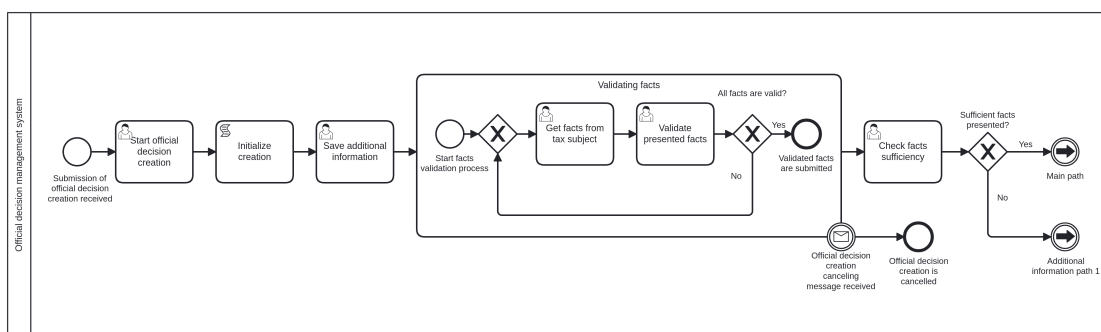 Official decision management system
Submission of
official decision
creation received
Start official
decision
creation
Initialize
creation
Save additional
information
Validating facts
Start facts
validation process
Get facts from
tax subject
Validate
presented facts
All facts are valid?
Yes
No
Validated facts
are submitted
Official decision
creation
canceling
message received
Official decision
creation is
cancelled
Check facts
sufficiency
Sufficient facts
presented?
Yes
Main path
No
Additional
information path 1